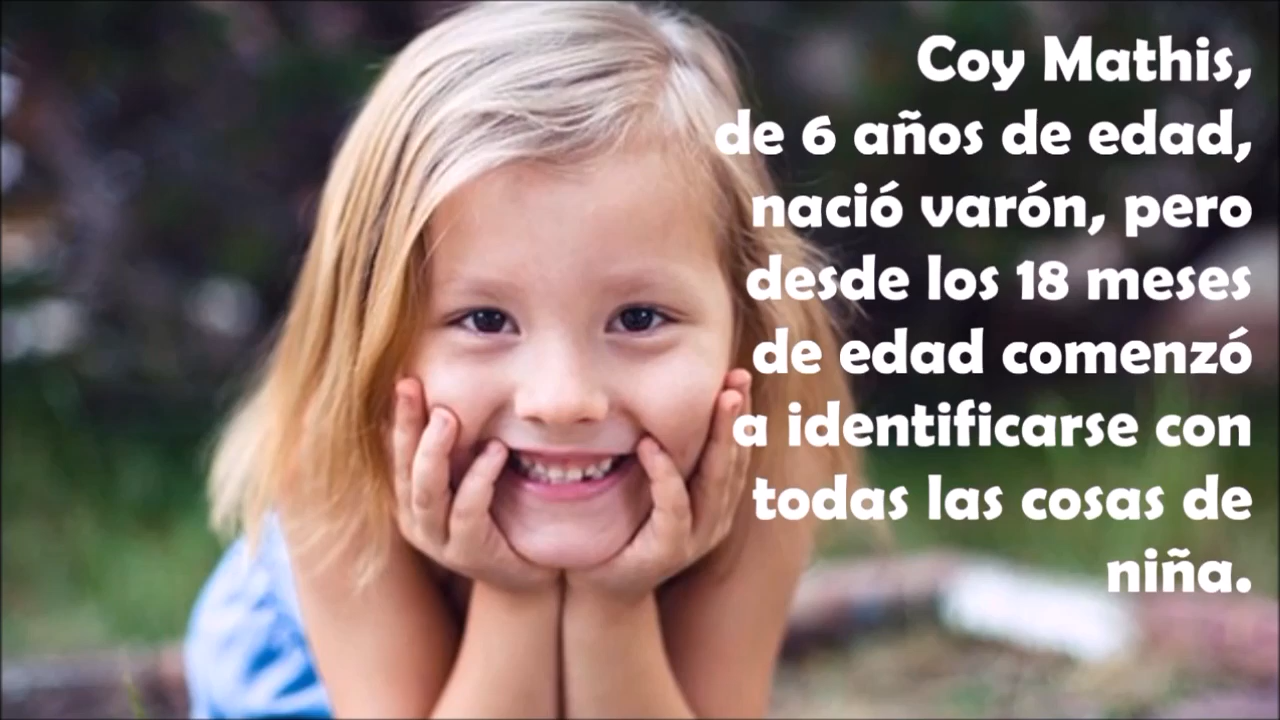 Coy Mathis,
de 6 años de edad,
nació varón, pero
desde los 18 meses
de edad comenzó
a identificarse con
todas las cosas de
niña.